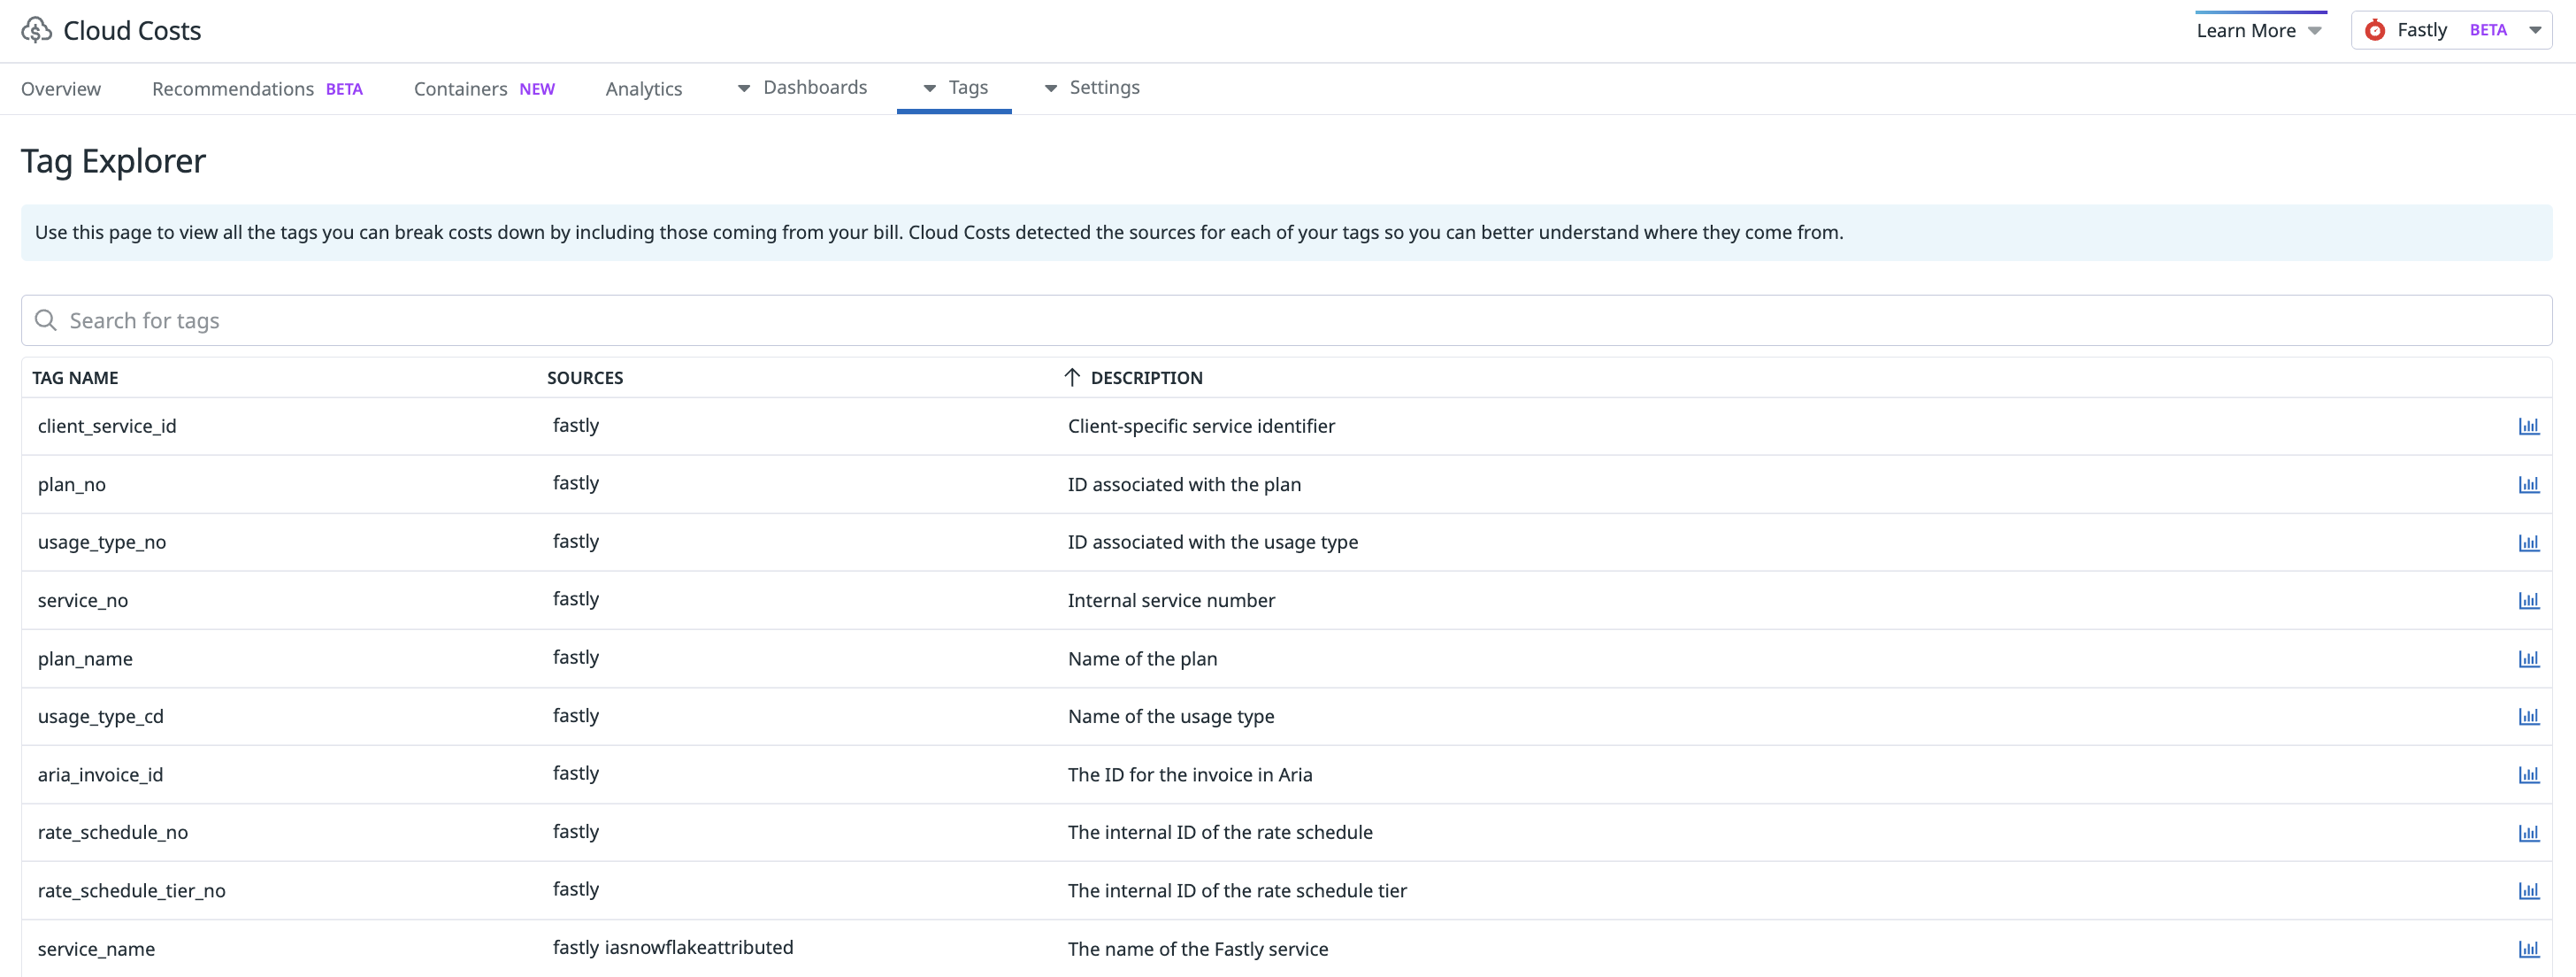 Cloud Costs
Learn More
Fastly BETA
Overview Recommendations BETA Containers NEW Analytics Dashboards Tags Settings
Tag Explorer
Use this page to view all the tags you can break costs down by including those coming from your bill. Cloud Costs detected the sources for each of your tags so you can better understand where they come from.
Search for tags
TAG NAME SOURCES DESCRIPTION
client_service_id fastly Client-specific service identifier
plan_no fastly ID associated with the plan
usage_type_no fastly ID associated with the usage type
service_no fastly Internal service number
plan_name fastly Name of the plan
usage_type_cd fastly Name of the usage type
aria_invoice_id fastly The ID for the invoice in Aria
rate_schedule_no fastly The internal ID of the rate schedule
rate_schedule_tier_no fastly The internal ID of the rate schedule tier
service_name fastly iasnowflakeattributed The name of the Fastly service